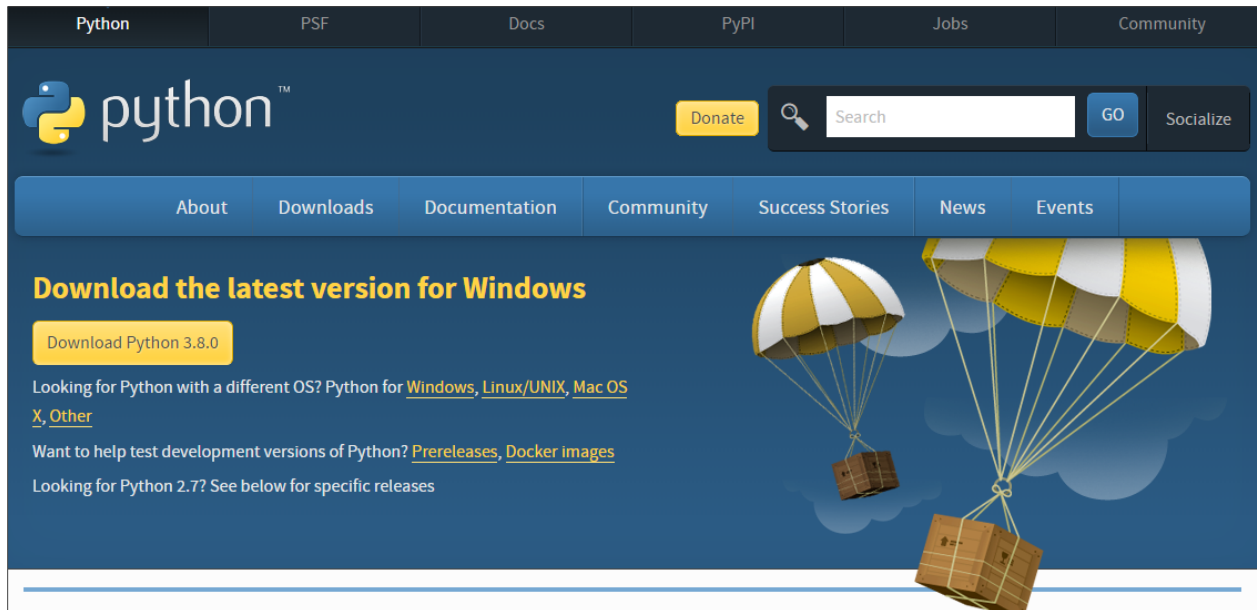 Python PSF Docs PyPI Jobs Community
python™
Donate Search GO Socialize
About Downloads Documentation Community Success Stories News Events
Download the latest version for Windows
Download Python 3.8.0
Looking for Python with a different OS? Python for Windows, Linux/UNIX, Mac OS
X, Other
Want to help test development versions of Python? Prereleases, Docker images
Looking for Python 2.7? See below for specific releases